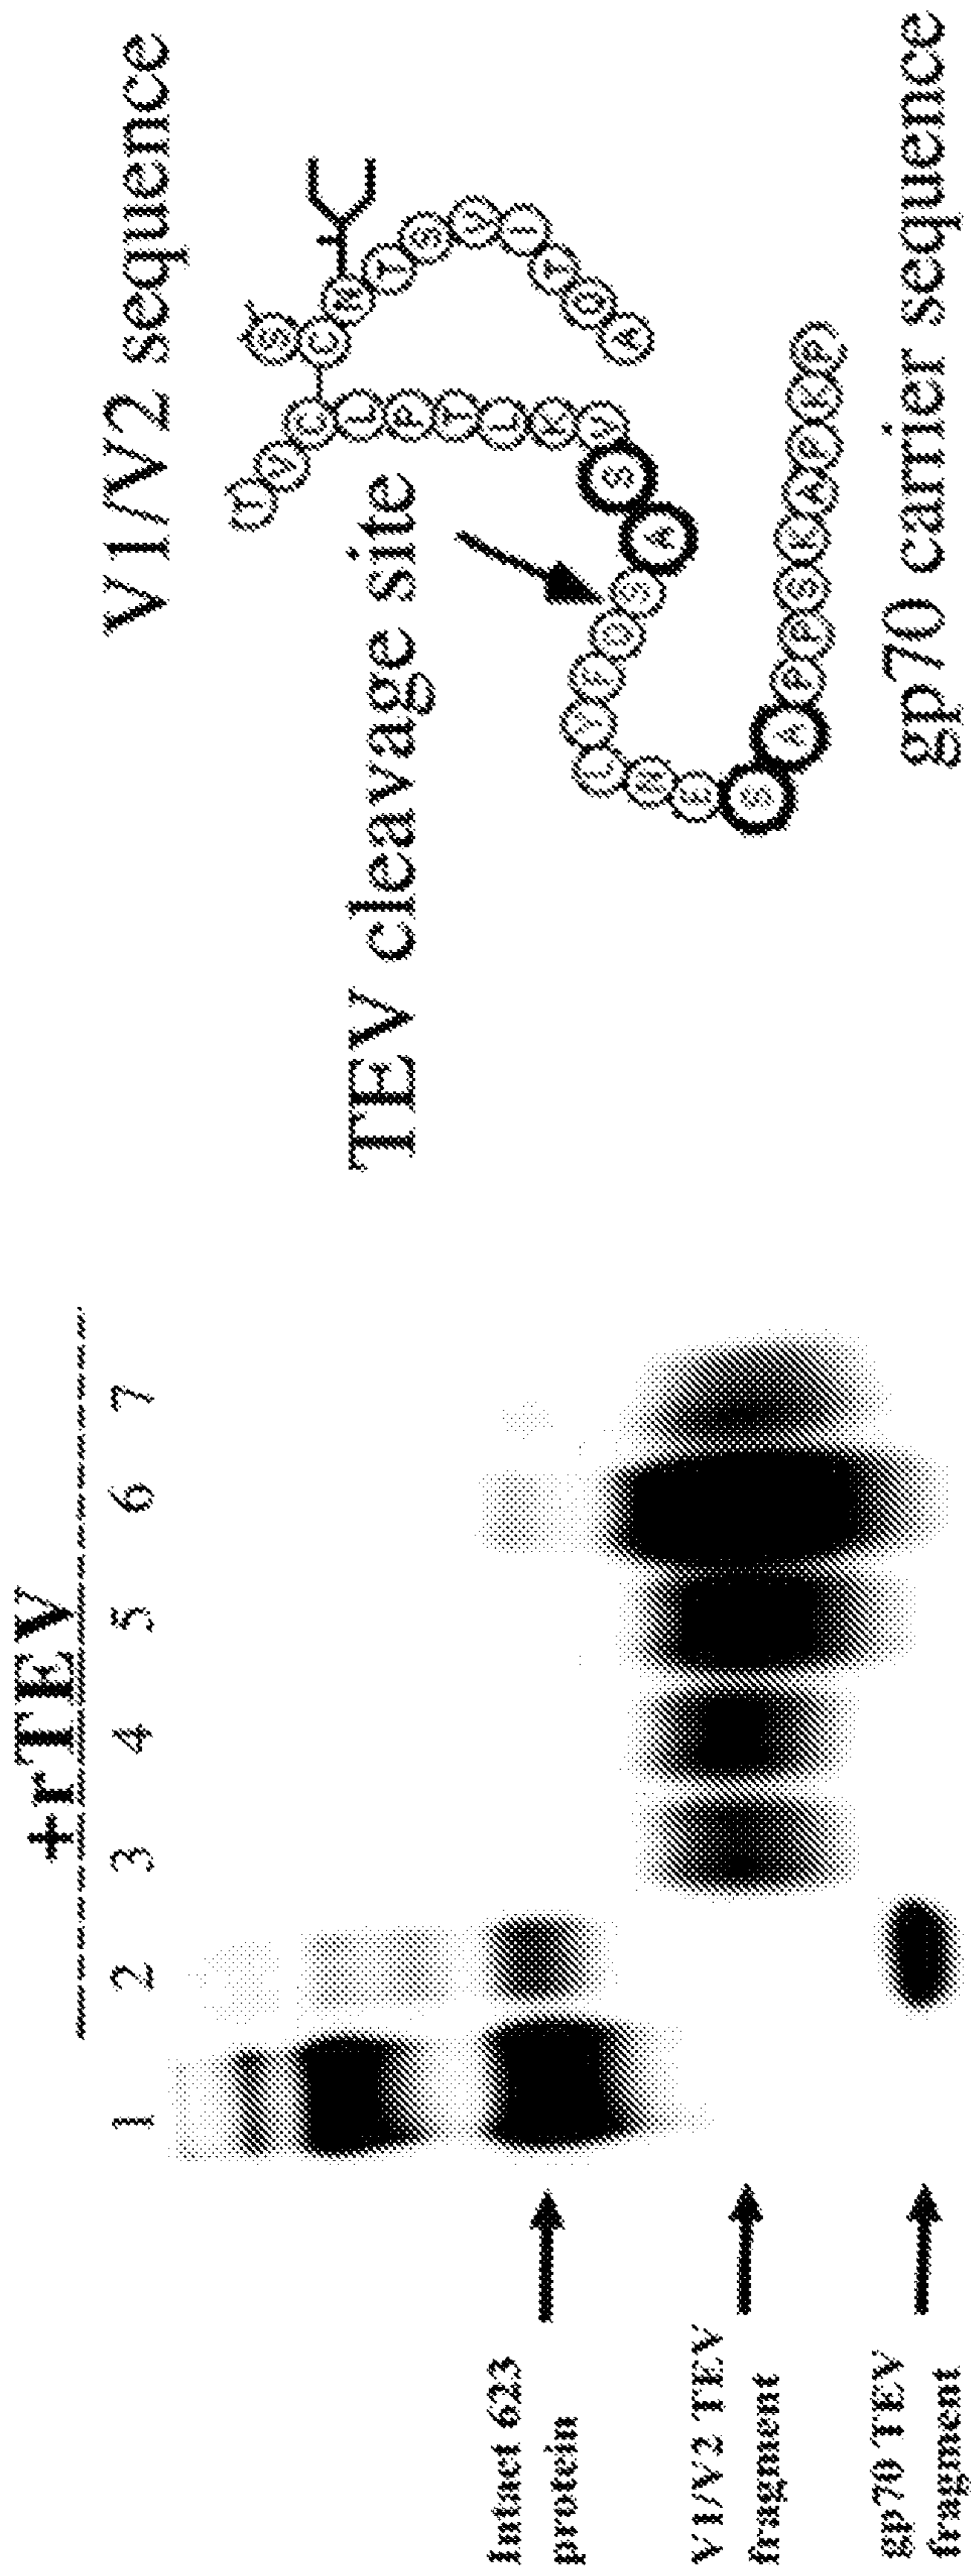 +rTEV
1 2 3 4 5 6 7
Intact 623
protein
V1/V2 TEV
fragment
gp70 TEV
fragment
V1/V2 sequence
TEV cleavage site
gp70 carrier sequence
T V C L P T L K V S A S Q F Y L N E S A P P S K A P E P
S C N T S V I T Q A